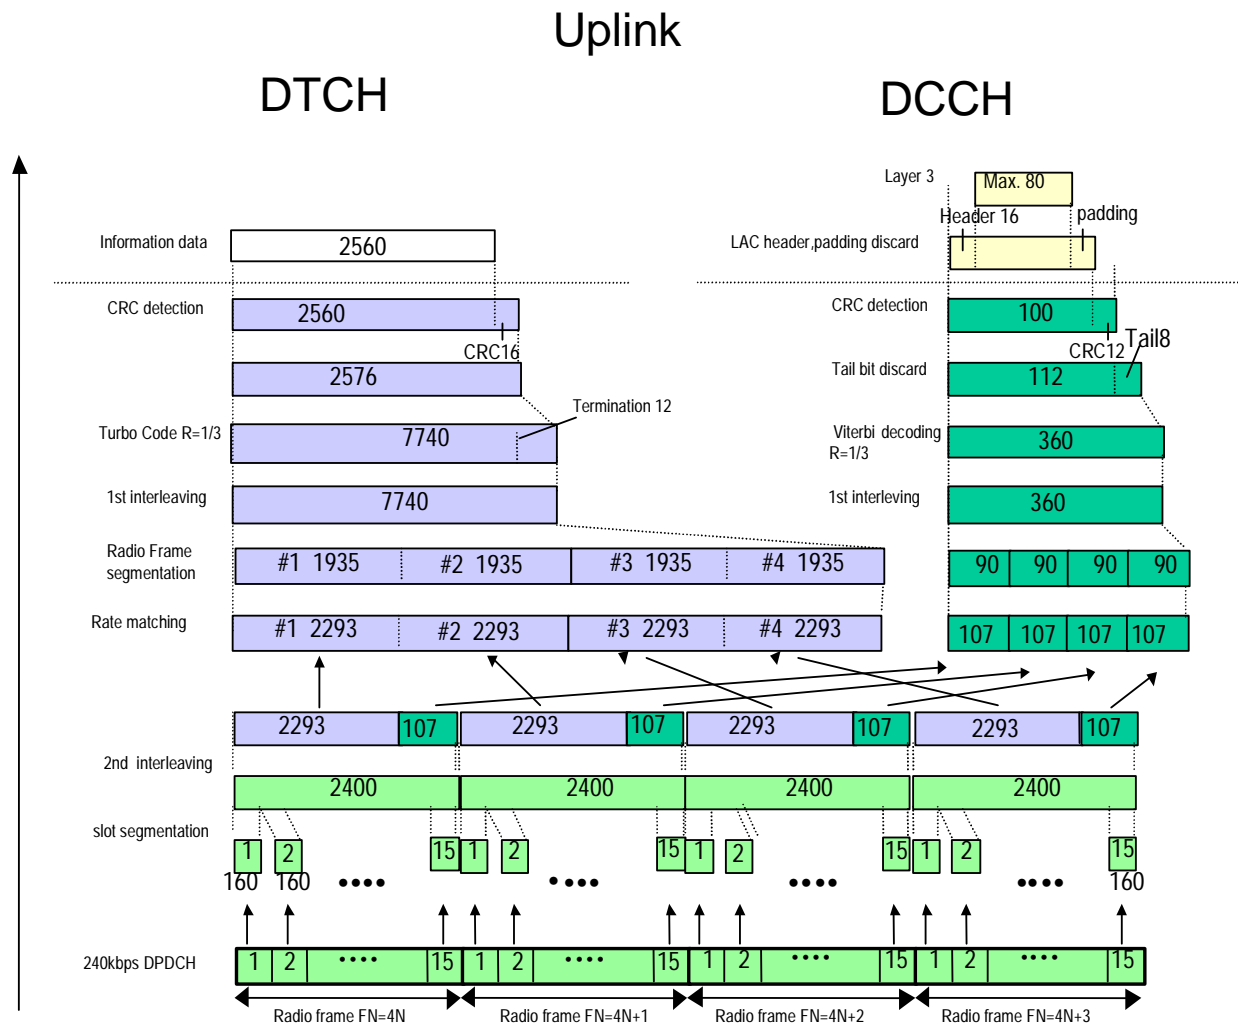 Uplink
DTCH DCCH
Layer 3 Max. 80
Header 16 padding
Information data 2560 LAC header,padding discard
CRC detection 2560 CRC detection 100
CRC16 CRC12 Tail8
2576 Tail bit discard 112
Termination 12
Turbo Code R=1/3 7740 Viterbi decoding R=1/3 360
1st interleaving 7740 1st interleving 360
Radio Frame segmentation #1 1935 #2 1935 #3 1935 #4 1935 90 90 90 90
Rate matching #1 2293 #2 2293 #3 2293 #4 2293 107 107 107 107
2293 107 2293 107 2293 107 2293 107
2nd interleaving
2400 2400 2400 2400
slot segmentation
1 2 15 1 2 15 1 2 15 1 2 15
160 160 •••• •••• •••• •••• 160
240kbps DPDCH 1 2 •••• 15 1 2 •••• 15 1 2 •••• 15 1 2 •••• 15
Radio frame FN=4N Radio frame FN=4N+1 Radio frame FN=4N+2 Radio frame FN=4N+3